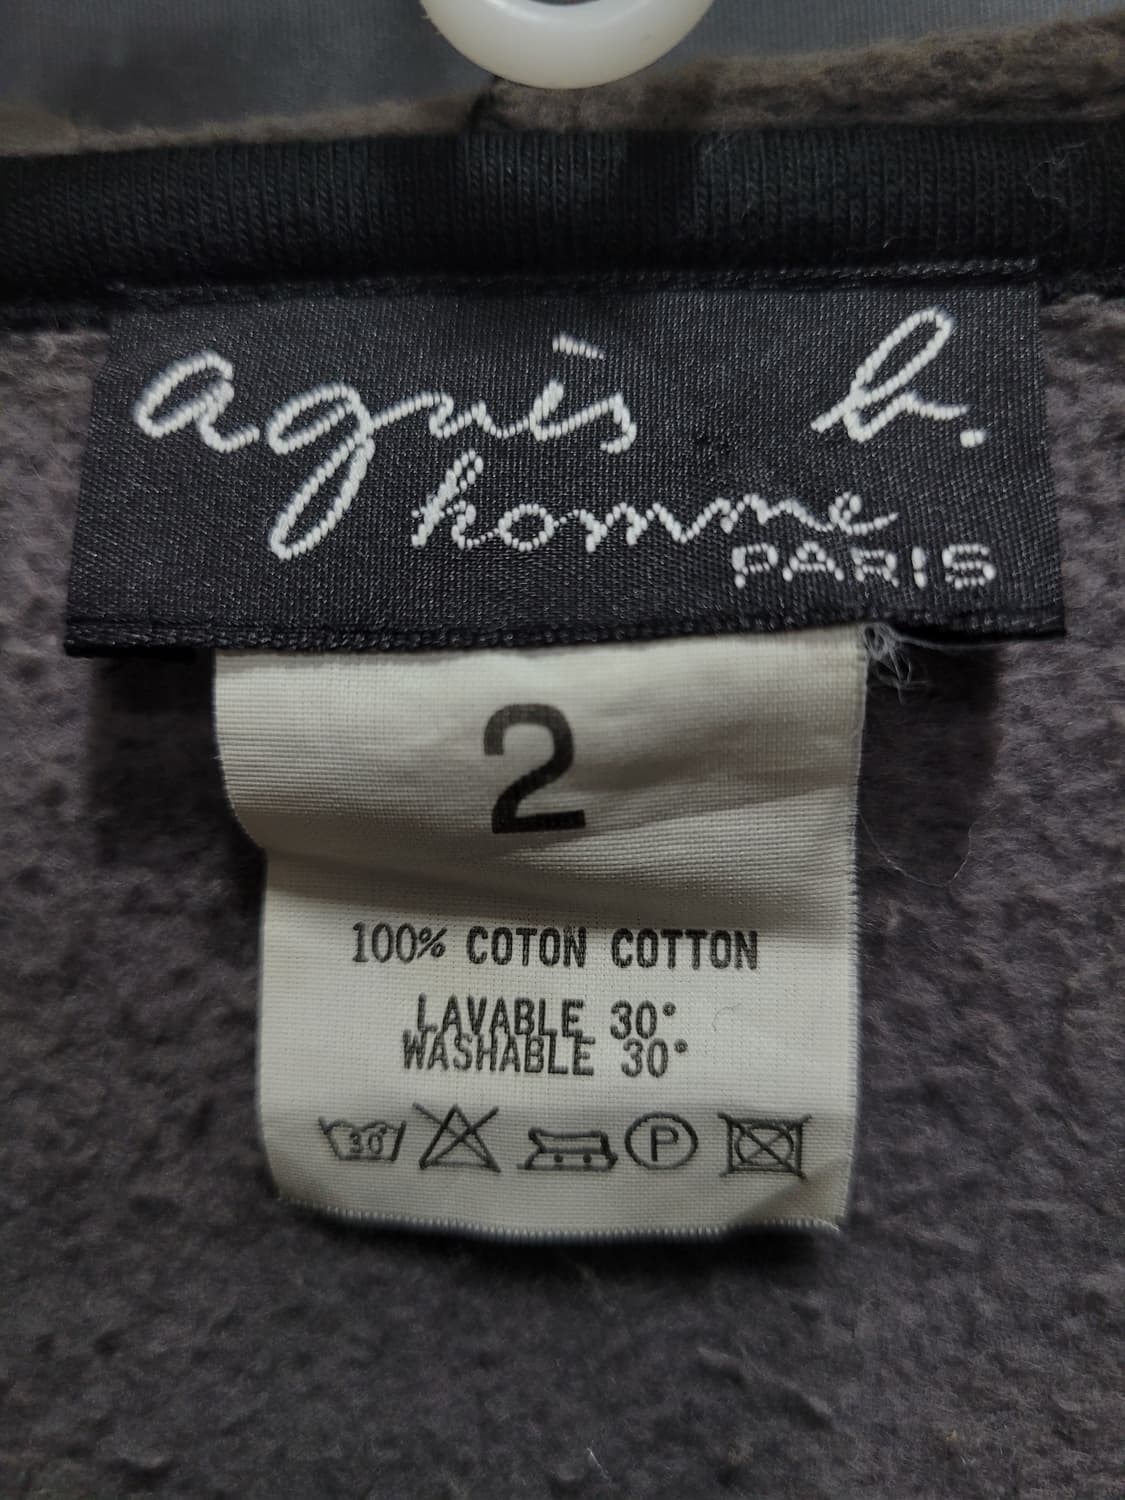 agnès b.
homme
PARIS
2
100% COTON COTTON
LAVABLE 30°
WASHABLE 30°
30 P